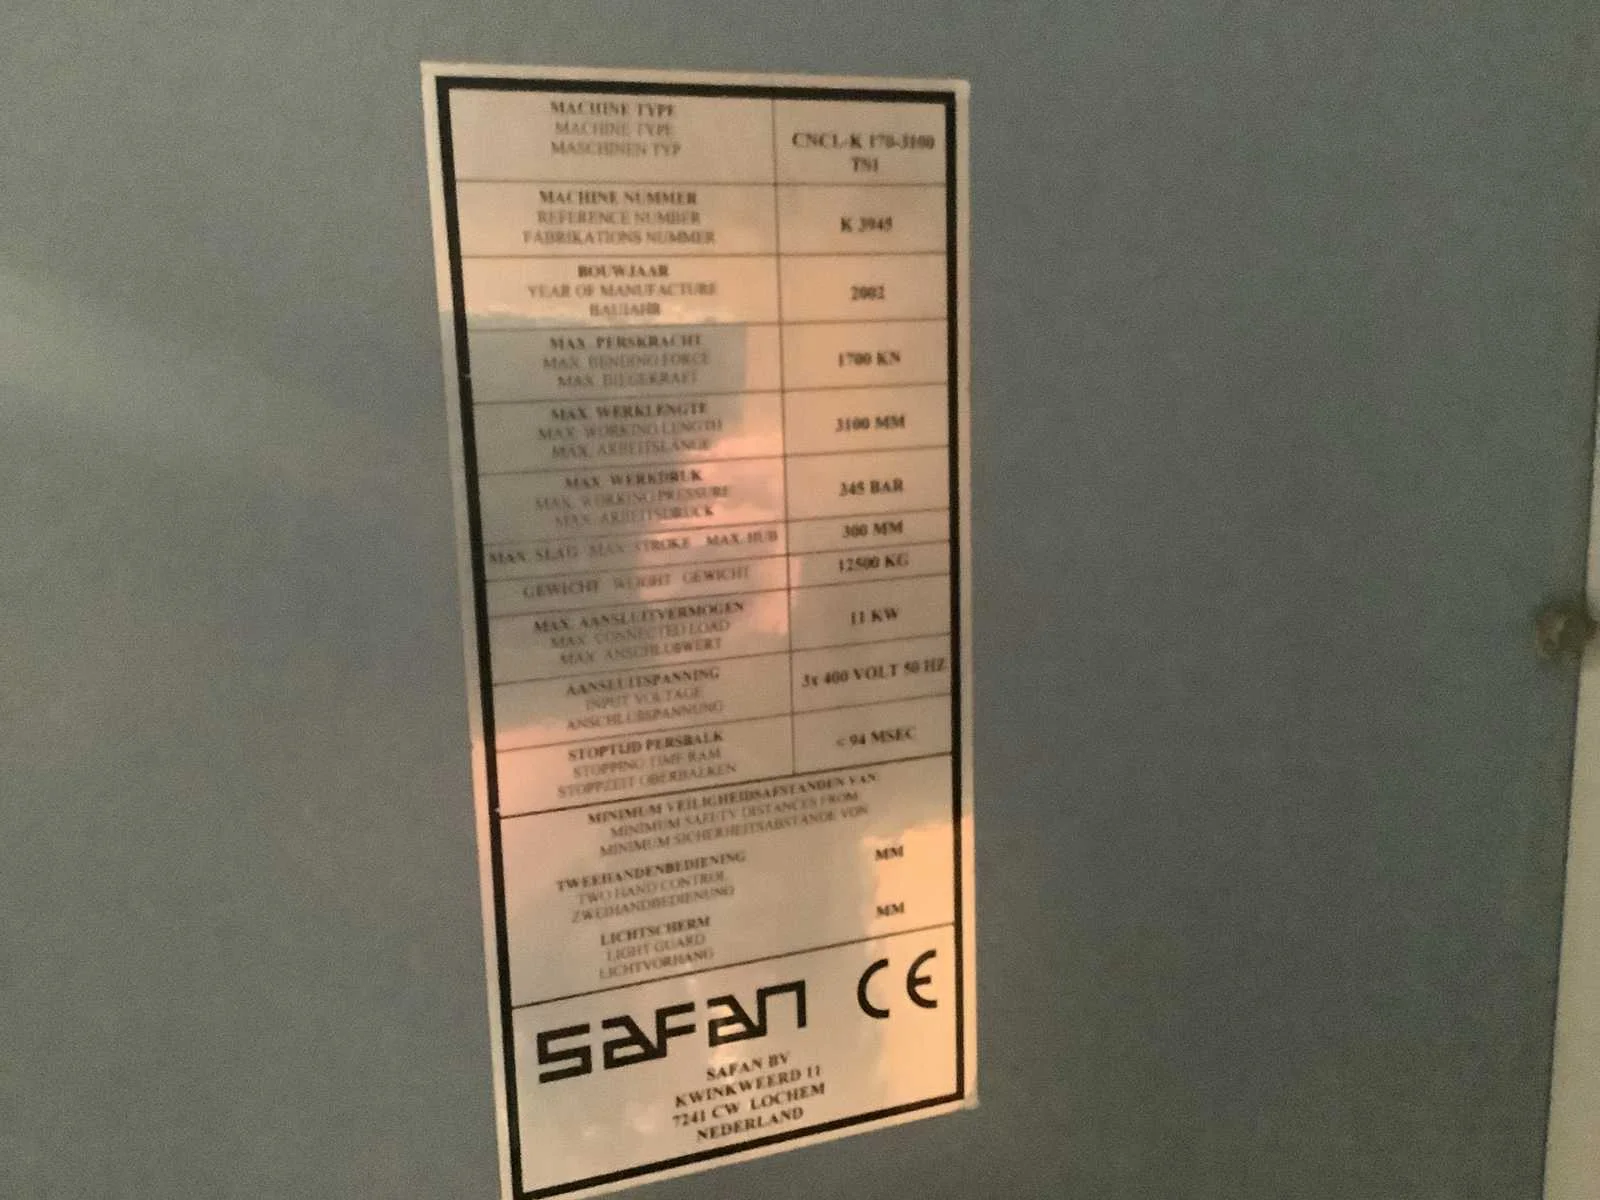 MACHINE TYPE
MACHINE TYPE
MASCHINEN TYP
CNCL-K 170-3100
TS1
MACHINE NUMMER
REFERENCE NUMBER
FABRIKATIONS NUMMER
K 3945
BOUWJAAR
YEAR OF MANUFACTURE
BAUJAHR
2002
MAX. PERSKRACHT
MAX. BENDING FORCE
MAX. BIEGEKRAFT
1700 KN
MAX. WERKLENGTE
MAX. WORKING LENGTH
MAX. ARBEITSLÄNGE
3100 MM
MAX. WERKDRUK
MAX. WORKING PRESSURE
MAX. ARBEITSDRUCK
345 BAR
MAX. SLAG MAX. STROKE MAX. HUB
300 MM
GEWICHT WEIGHT GEWICHT
12500 KG
MAX. AANSLUITVERMOGEN
MAX. CONNECTED LOAD
MAX. ANSCHLUßWERT
11 KW
AANSLUITSPANNING
INPUT VOLTAGE
ANSCHLUßSPANNUNG
3x 400 VOLT 50 HZ
STOPTIJD PERSBALK
STOPPING TIME RAM
STOPPZEIT OBERBALKEN
< 94 MSEC
MINIMUM VEILIGHEIDSAFSTANDEN VAN
MINIMUM SAFETY DISTANCES FROM
MINIMUM SICHERHEITSABSTANDE VON
TWEEHANDENBEDIENING
TWO HAND CONTROL
ZWEIHANDBEDIENUNG
MM
LICHTSCHERM
LIGHT GUARD
LICHTVORHANG
MM
SAFAN CE
SAFAN BV
KWINKWEERD 11
7241 CW LOCHEM
NEDERLAND